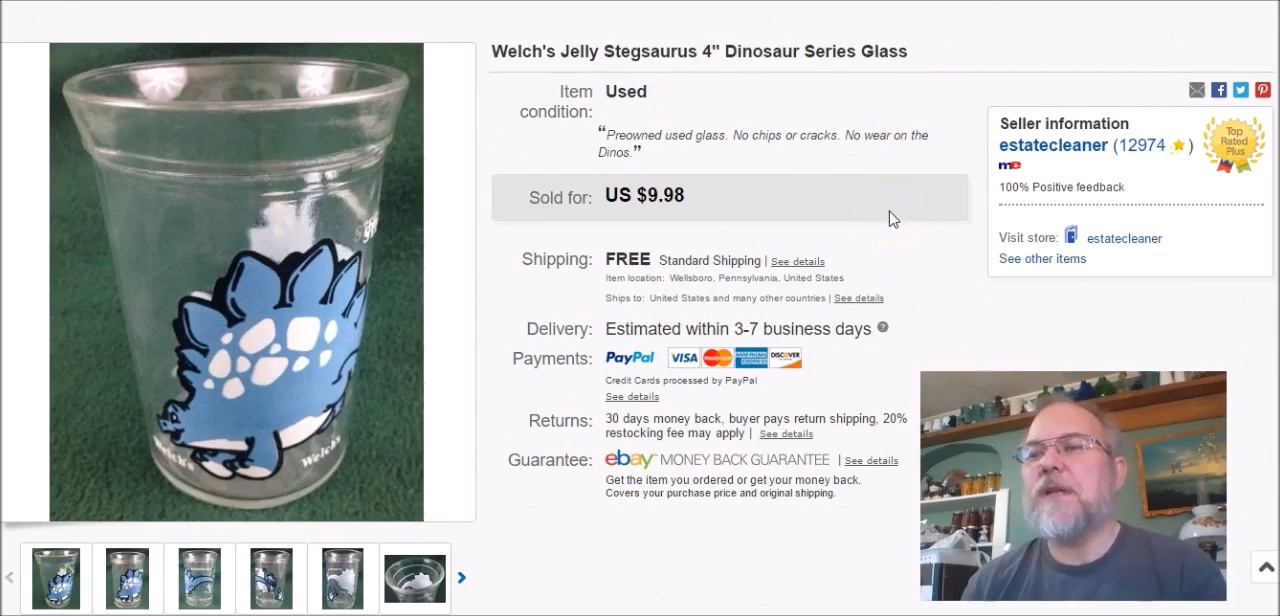 Welch's Jelly Stegsaurus 4" Dinosaur Series Glass
Item condition: Used
“Preowned used glass. No chips or cracks. No wear on the
Dinos.”
Sold for: US $9.98
Shipping: FREE Standard Shipping | See details
Item location: Wellsboro, Pennsylvania, United States
Ships to: United States and many other countries | See details
Delivery: Estimated within 3-7 business days ?
Payments: PayPal VISA MasterCard AMERICAN EXPRESS DISCOVER
Credit Cards processed by PayPal
See details
Returns: 30 days money back, buyer pays return shipping, 20%
restocking fee may apply | See details
Guarantee: ebay MONEY BACK GUARANTEE | See details
Get the item you ordered or get your money back.
Covers your purchase price and original shipping.
Seller information
estatecleaner (12974 )
me
100% Positive feedback
Top
Rated
Plus
Visit store: estatecleaner
See other items
Welch's
Welch's